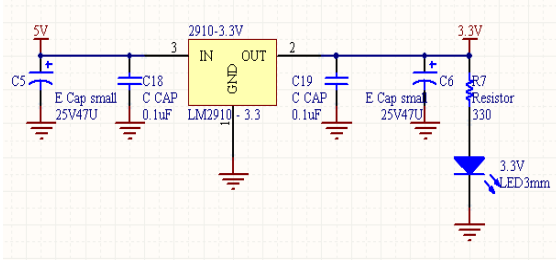 5V
2910-3.3V
3.3V
3
IN
OUT
2
GND
C5
E Cap small
25V47U
C18
C CAP
0.1uF
LM2910 - 3.3
1
C19
C CAP
0.1uF
C6
E Cap small
25V47U
R7
Resistor
330
3.3V
LED3mm